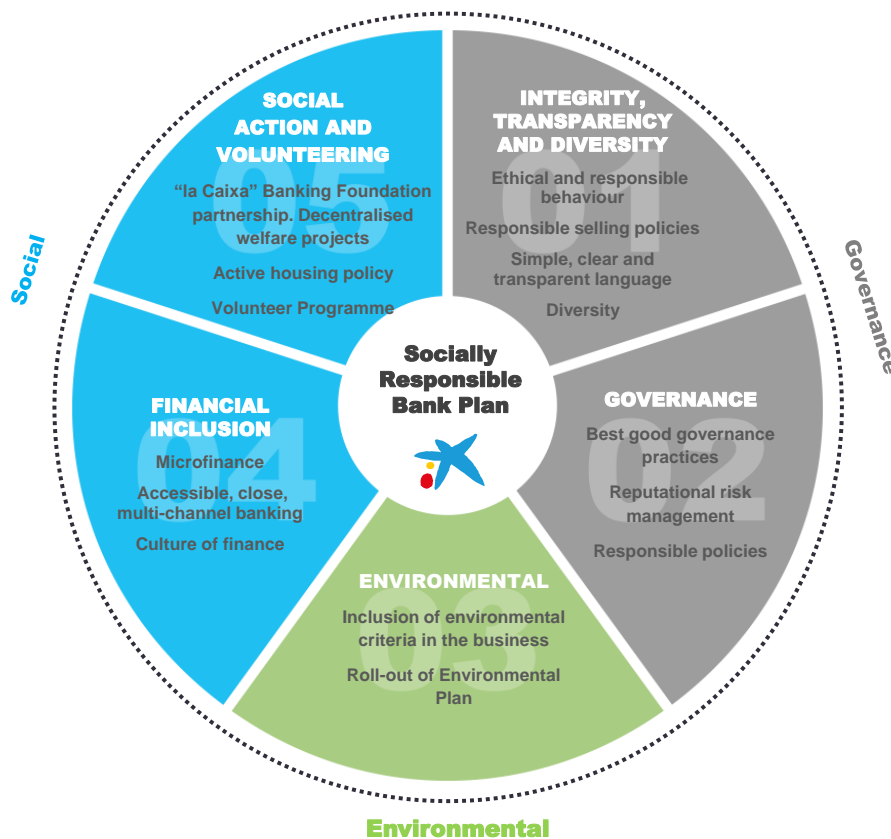 Socially
Responsible
Bank Plan
01
INTEGRITY,
TRANSPARENCY
AND DIVERSITY
Ethical and responsible
behaviour
Responsible selling policies
Simple, clear and
transparent language
Diversity
02
GOVERNANCE
Best good governance
practices
Reputational risk
management
Responsible policies
03
ENVIRONMENTAL
Inclusion of environmental
criteria in the business
Roll-out of Environmental
Plan
04
FINANCIAL
INCLUSION
Microfinance
Accessible, close,
multi-channel banking
Culture of finance
05
SOCIAL
ACTION AND
VOLUNTEERING
“la Caixa” Banking Foundation
partnership. Decentralised
welfare projects
Active housing policy
Volunteer Programme
Social
Governance
Environmental